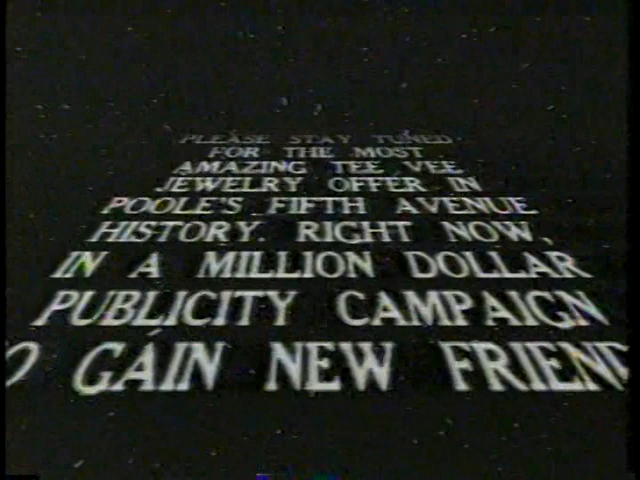 PLEASE STAY TUNED
FOR THE MOST
AMAZING TEE VEE
JEWELRY OFFER IN
POOLE'S FIFTH AVENUE
HISTORY. RIGHT NOW,
IN A MILLION DOLLAR
PUBLICITY CAMPAIGN
O GAIN NEW FRIEND